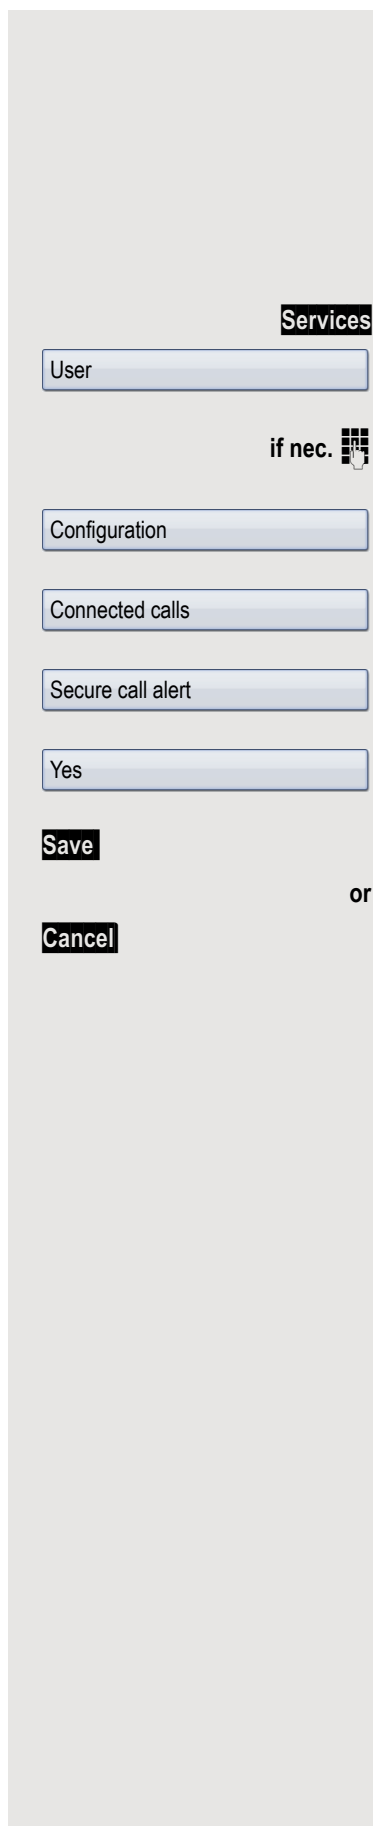 Services
User
if nec.
Configuration
Connected calls
Secure call alert
Yes
Save
or
Cancel